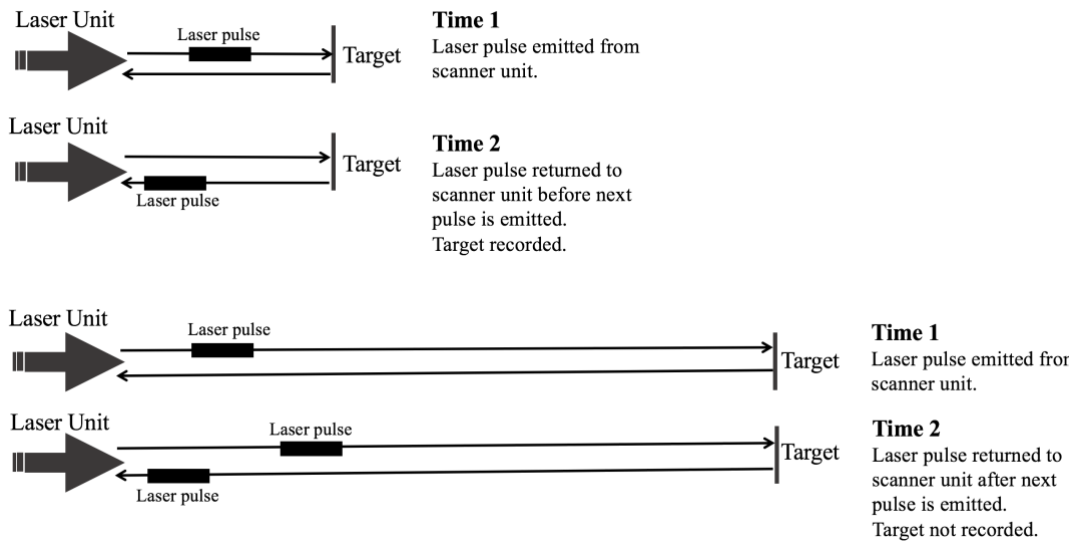 Laser Unit
Laser pulse
Target
Time 1
Laser pulse emitted from
scanner unit.
Laser Unit
Target
Laser pulse
Time 2
Laser pulse returned to
scanner unit before next
pulse is emitted.
Target recorded.
Laser Unit
Laser pulse
Target
Time 1
Laser pulse emitted from
scanner unit.
Laser Unit
Laser pulse
Target
Laser pulse
Time 2
Laser pulse returned to
scanner unit after next
pulse is emitted.
Target not recorded.